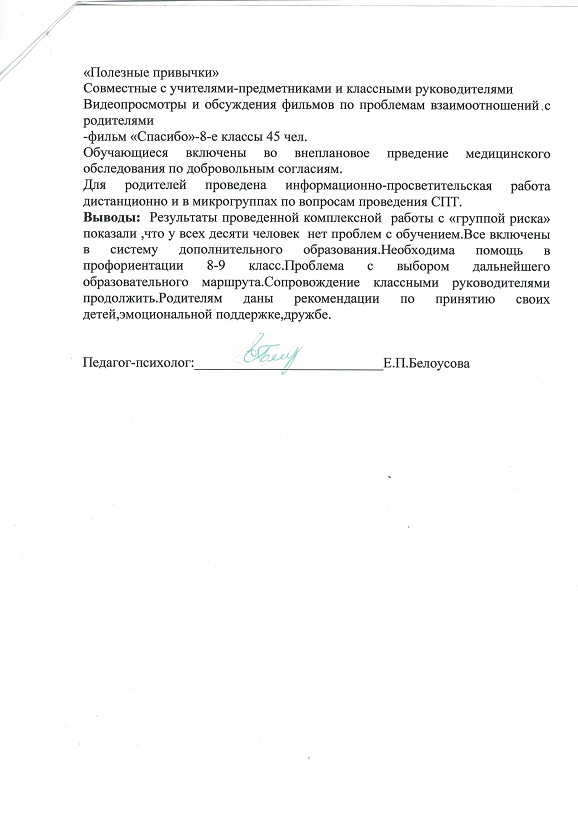 «Полезные привычки»
Совместные с учителями-предметниками и классными руководителями
Видеопросмотры и обсуждения фильмов по проблемам взаимоотношений с
родителями
-фильм «Спасибо»-8-е классы 45 чел.
Обучающиеся включены во внеплановое прведение медицинского
обследования по добровольным согласиям.
Для родителей проведена информационно-просветительская работа
дистанционно и в микрогруппах по вопросам проведения СПТ.
Выводы: Результаты проведенной комплексной работы с «группой риска»
показали ,что у всех десяти человек нет проблем с обучением.Все включены
в систему дополнительного образования.Необходима помощь в
профориентации 8-9 класс.Проблема с выбором дальнейшего
образовательного маршрута.Сопровождение классными руководителями
продолжить.Родителям даны рекомендации по принятию своих
детей,эмоциональной поддержке,дружбе.
Педагог-психолог:___________________________Е.П.Белоусова